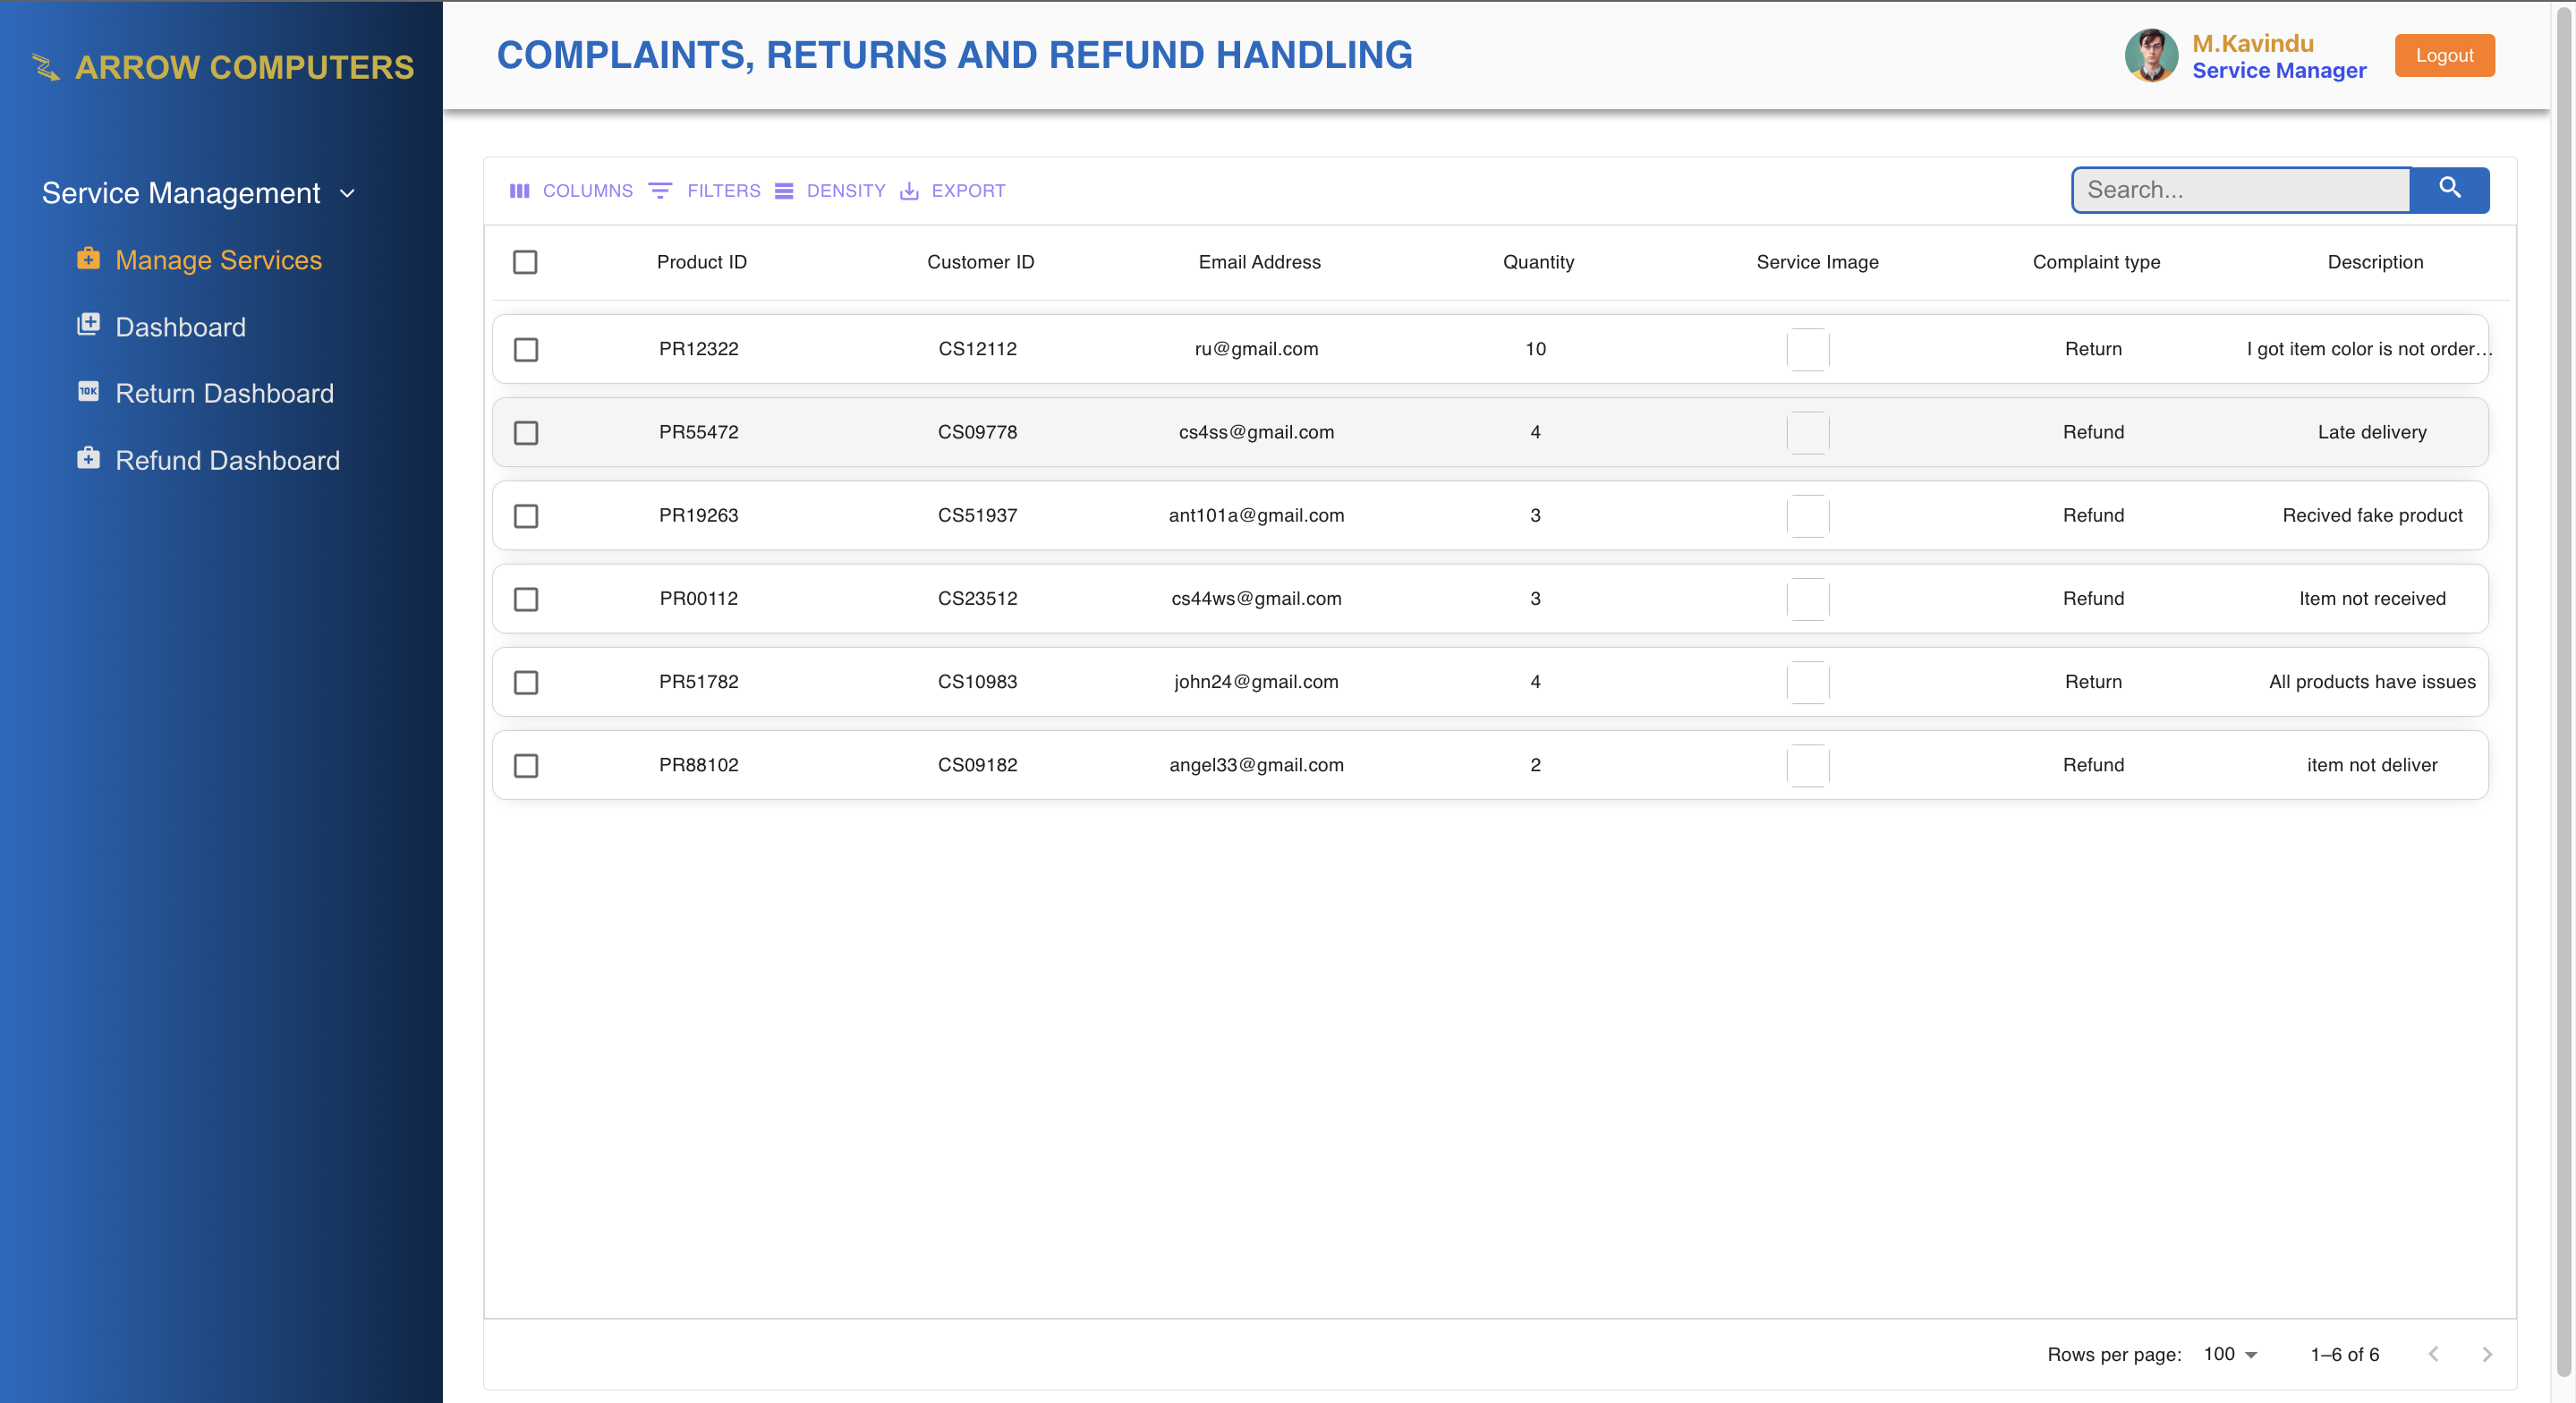 ARROW COMPUTERS
COMPLAINTS, RETURNS AND REFUND HANDLING
M.Kavindu
Service Manager
Logout
Service Management
Manage Services
Dashboard
10K
Return Dashboard
Refund Dashboard
COLUMNS FILTERS DENSITY EXPORT
Search...
Product ID Customer ID Email Address Quantity Service Image Complaint type Description
PR12322 CS12112 ru@gmail.com 10 Return I got item color is not order...
PR55472 CS09778 cs4ss@gmail.com 4 Refund Late delivery
PR19263 CS51937 ant101a@gmail.com 3 Refund Recived fake product
PR00112 CS23512 cs44ws@gmail.com 3 Refund Item not received
PR51782 CS10983 john24@gmail.com 4 Return All products have issues
PR88102 CS09182 angel33@gmail.com 2 Refund item not deliver
Rows per page: 100 1–6 of 6